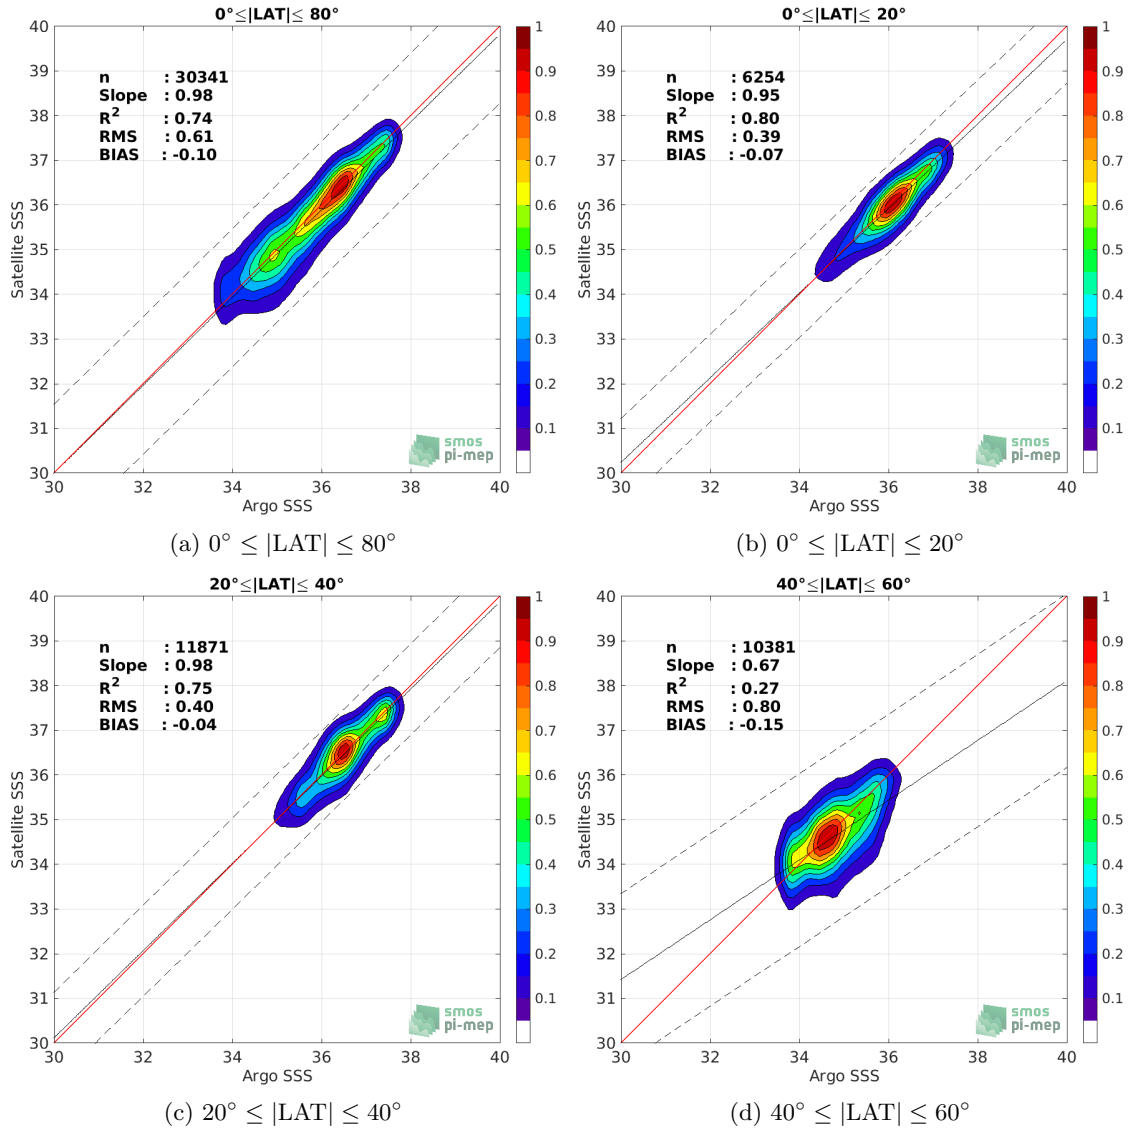 0°≤|LAT|≤ 80°
40
39
38
37
36
35
34
33
32
31
30
Satellite SSS
n : 30341
Slope : 0.98
R2 : 0.74
RMS : 0.61
BIAS : -0.10
smos
pi-mep
30 32 34 36 38 40
Argo SSS
1
0.9
0.8
0.7
0.6
0.5
0.4
0.3
0.2
0.1
(a) 0° ≤ |LAT| ≤ 80°
0°≤|LAT|≤ 20°
40
39
38
37
36
35
34
33
32
31
30
Satellite SSS
n : 6254
Slope : 0.95
R2 : 0.80
RMS : 0.39
BIAS : -0.07
smos
pi-mep
30 32 34 36 38 40
Argo SSS
1
0.9
0.8
0.7
0.6
0.5
0.4
0.3
0.2
0.1
(b) 0° ≤ |LAT| ≤ 20°
20°≤|LAT|≤ 40°
40
39
38
37
36
35
34
33
32
31
30
Satellite SSS
n : 11871
Slope : 0.98
R2 : 0.75
RMS : 0.40
BIAS : -0.04
smos
pi-mep
30 32 34 36 38 40
Argo SSS
1
0.9
0.8
0.7
0.6
0.5
0.4
0.3
0.2
0.1
(c) 20° ≤ |LAT| ≤ 40°
40°≤|LAT|≤ 60°
40
39
38
37
36
35
34
33
32
31
30
Satellite SSS
n : 10381
Slope : 0.67
R2 : 0.27
RMS : 0.80
BIAS : -0.15
smos
pi-mep
30 32 34 36 38 40
Argo SSS
1
0.9
0.8
0.7
0.6
0.5
0.4
0.3
0.2
0.1
(d) 40° ≤ |LAT| ≤ 60°